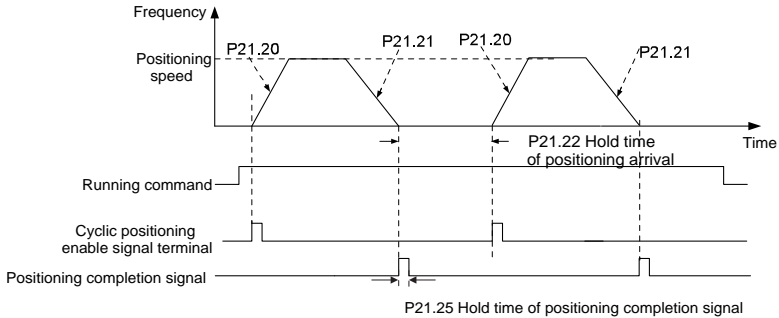 Frequency
P21.20
P21.21
P21.20
P21.21
Positioning
speed
P21.22 Hold time
of positioning arrival
Time
Running command
Cyclic positioning
enable signal terminal
Positioning completion signal
P21.25 Hold time of positioning completion signal